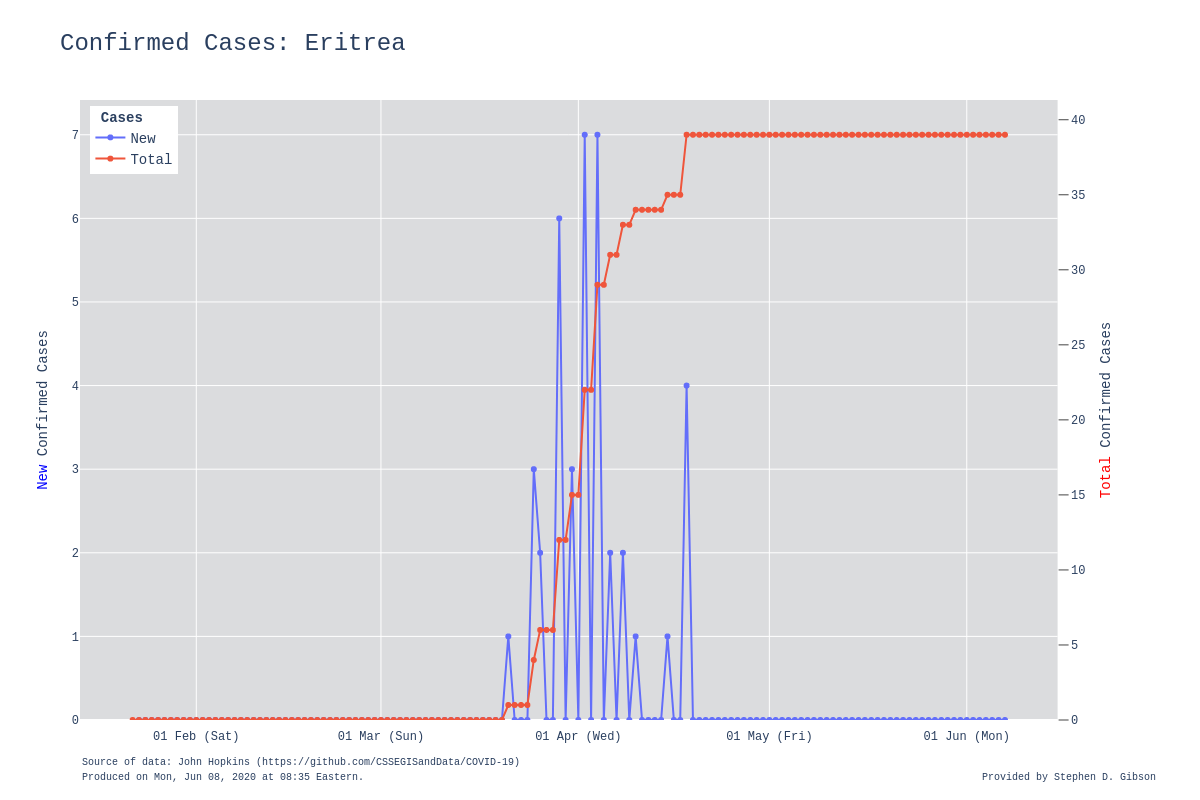 Confirmed Cases: Eritrea
Cases
New
Total
7
6
5
4
3
2
1
0
New Confirmed Cases
40
35
30
25
20
15
10
5
0
Total Confirmed Cases
01 Feb (Sat)
01 Mar (Sun)
01 Apr (Wed)
01 May (Fri)
01 Jun (Mon)
Source of data: John Hopkins (https://github.com/CSSEGISandData/COVID-19)
Produced on Mon, Jun 08, 2020 at 08:35 Eastern.
Provided by Stephen D. Gibson